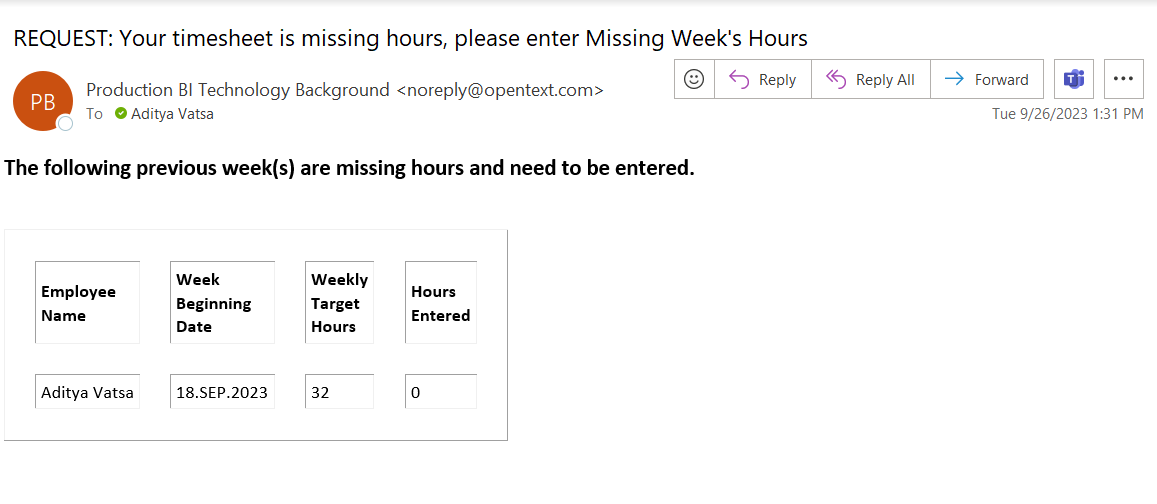 REQUEST: Your timesheet is missing hours, please enter Missing Week's Hours
PB
Production BI Technology Background <noreply@opentext.com>
To Aditya Vatsa
Reply
Reply All
Forward
Tue 9/26/2023 1:31 PM
The following previous week(s) are missing hours and need to be entered.
Employee
Name
Week
Beginning
Date
Weekly
Target
Hours
Hours
Entered
Aditya Vatsa
18.SEP.2023
32
0